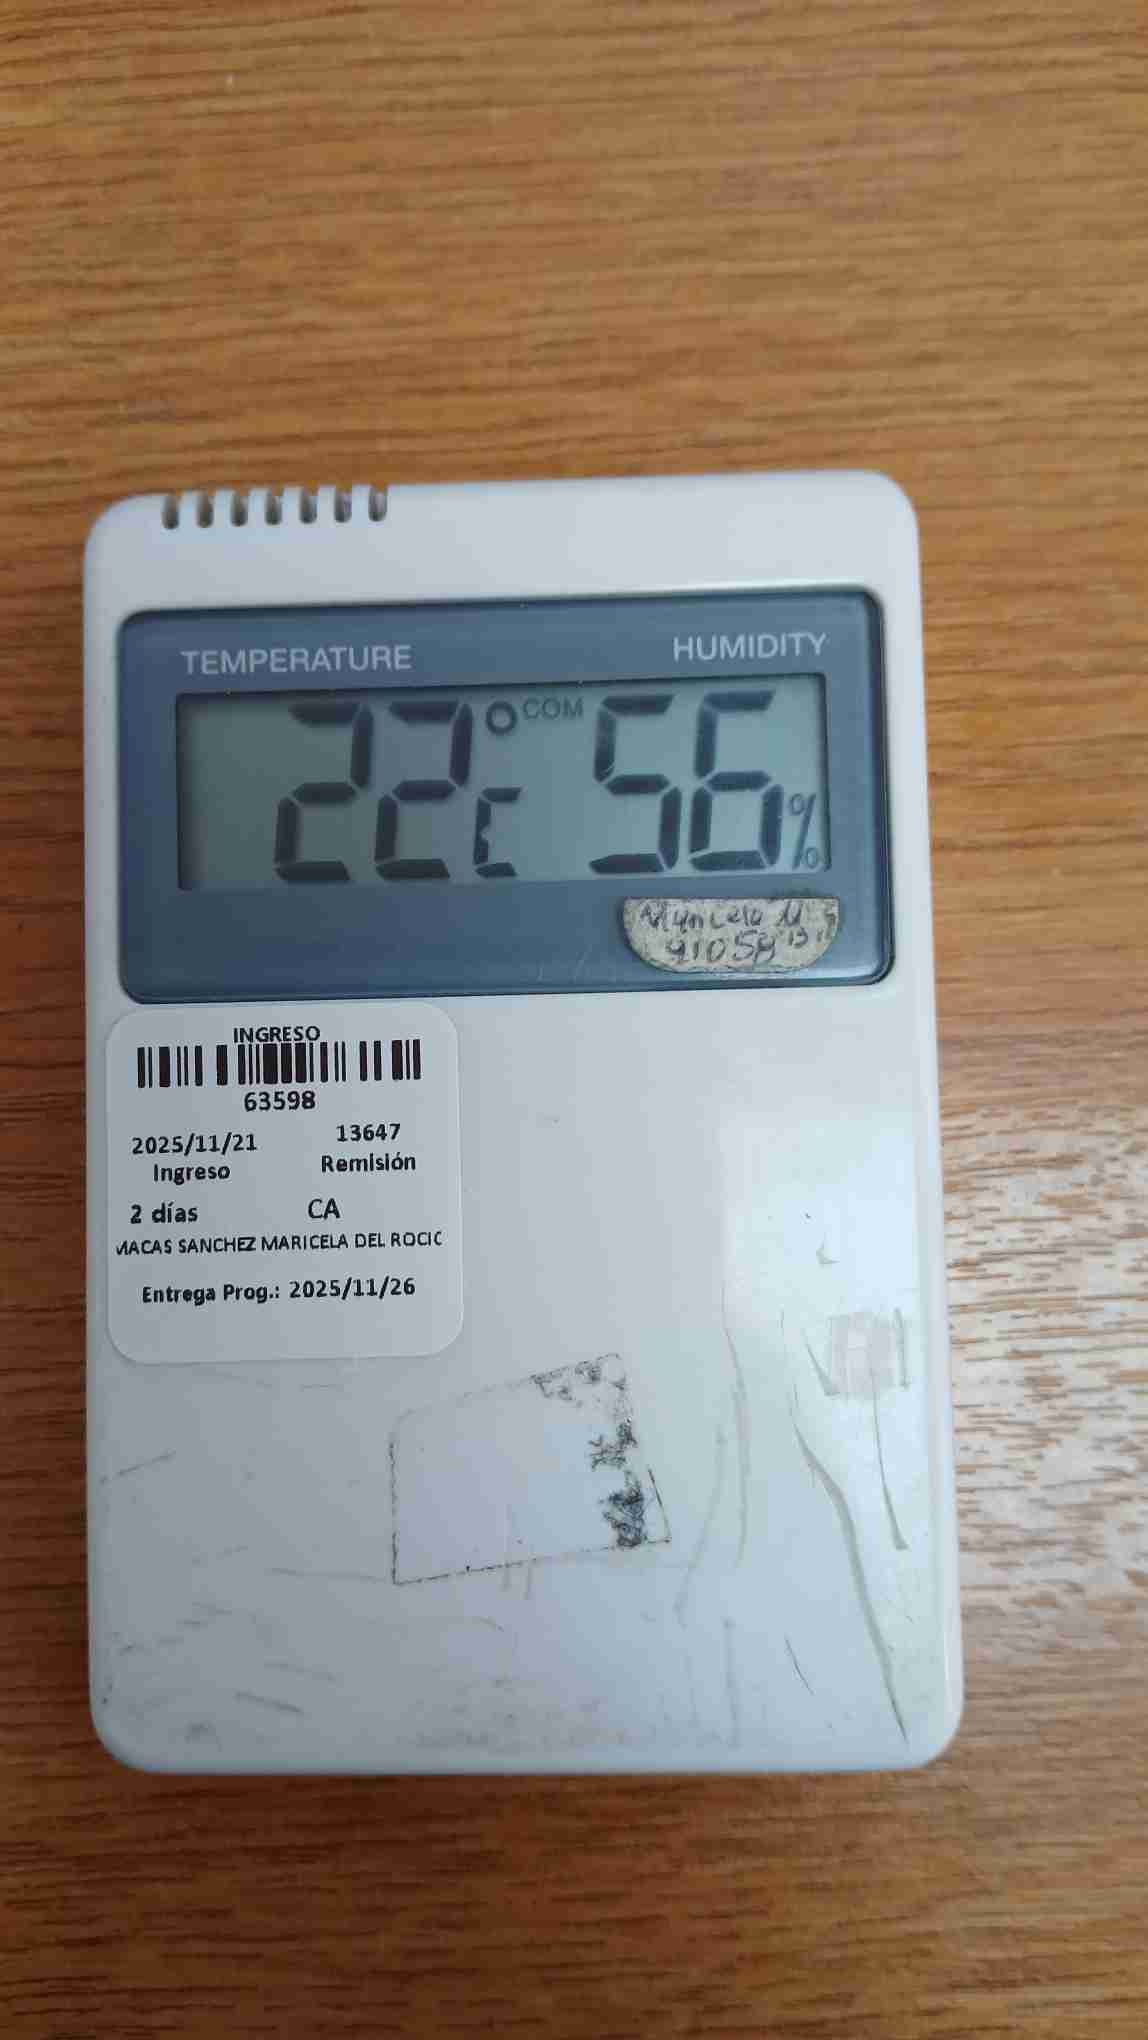 TEMPERATURE HUMIDITY
22°C COM 56%
INGRESO
63598
2025/11/21 13647
Ingreso Remisión
2 días CA
MACAS SANCHEZ MARICELA DEL ROCIO
Entrega Prog.: 2025/11/26